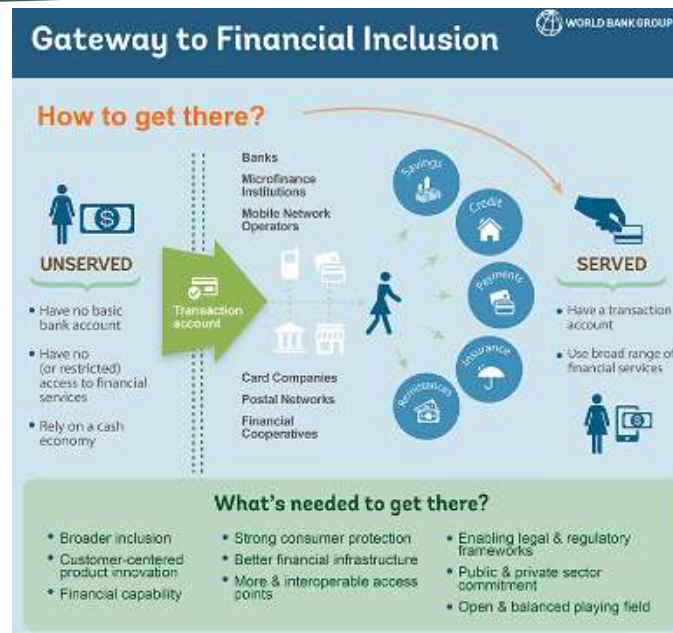 Gateway to Financial Inclusion
WORLD BANK GROUP
How to get there?
UNSERVED
• Have no basic
bank account
• Have no
(or restricted)
access to financial
services
• Rely on a cash
economy
Transaction
account
Banks
Microfinance
Institutions
Mobile Network
Operators
Card Companies
Postal Networks
Financial
Cooperatives
Savings
Credit
Payments
Insurance
Remittances
SERVED
• Have a transaction
account
• Use broad range of
financial services
What's needed to get there?
• Broader inclusion
• Customer-centered
product innovation
• Financial capability
• Strong consumer protection
• Better financial infrastructure
• More & interoperable access
points
• Enabling legal & regulatory
frameworks
• Public & private sector
commitment
• Open & balanced playing field